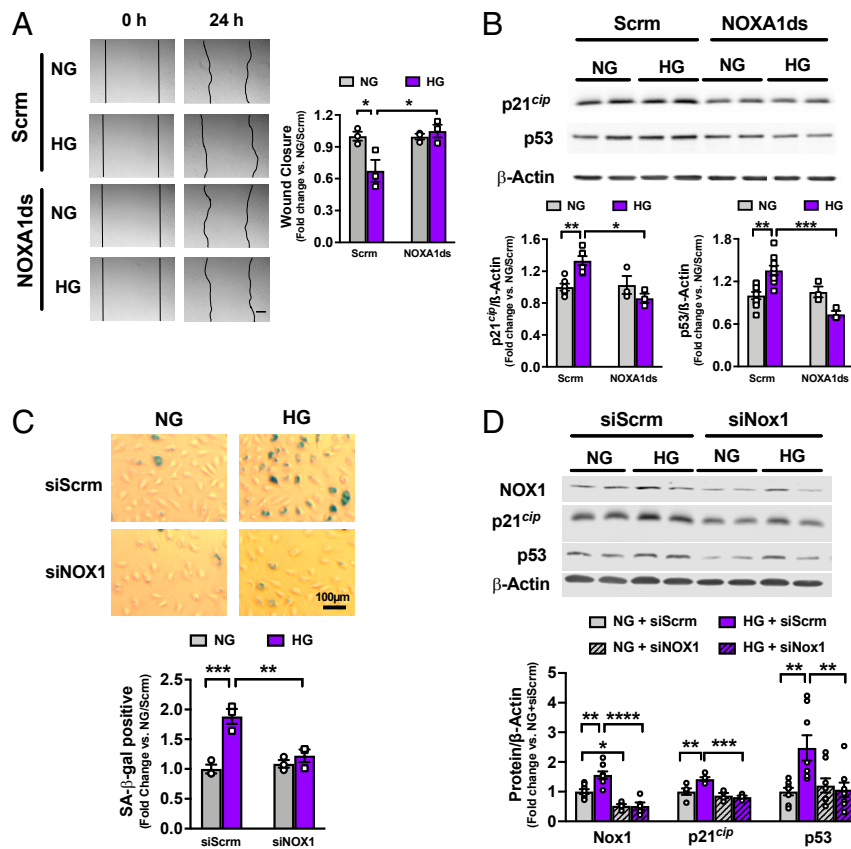 A
0 h 24 h
Scrm
NG
HG
NOXA1ds
NG
HG
NG HG
Wound Closure
(Fold change vs. NG/Scrm)
1.2
0.9
0.6
0.3
0.0
* *
Scrm NOXA1ds
B
Scrm NOXA1ds
NG HG NG HG
p21cip
p53
β-Actin
NG HG
p21cip/ß-Actin
(Fold change vs. NG/Scrm)
1.8
1.2
0.6
0.0
** *
Scrm NOXA1ds
NG HG
p53/ß-Actin
(Fold change vs. NG/Scrm)
1.8
1.2
0.6
0.0
** ***
Scrm NOXA1ds
C
NG HG
siScrm
siNOX1
100µm
NG HG
SA-β-gal positive
(Fold Change vs. NG/Scrm)
2.5
2.0
1.5
1.0
0.5
0.0
*** **
siScrm siNOX1
D
siScrm siNox1
NG HG NG HG
NOX1
p21cip
p53
β-Actin
NG + siScrm HG + siScrm
NG + siNOX1 HG + siNox1
Protein/β-Actin
(Fold change vs. NG+siScrm)
5
4
3
2
1
0
** ****
*
** ***
** **
Nox1 p21cip p53